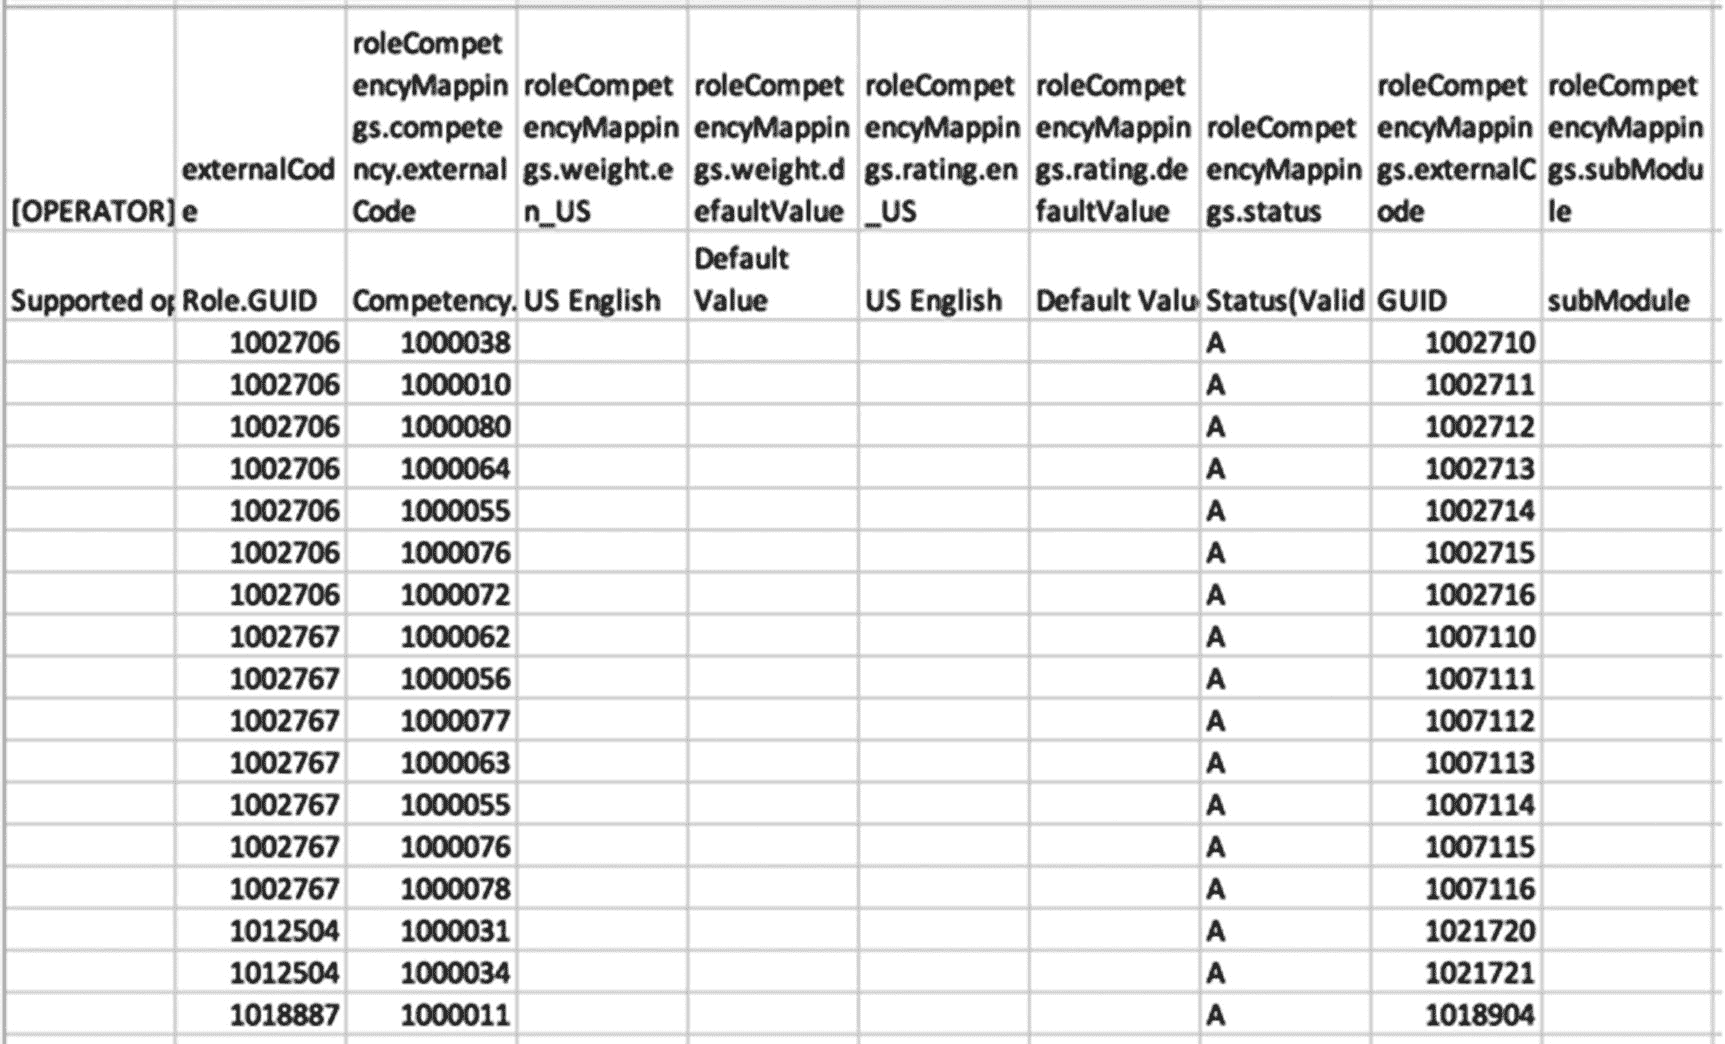 [OPERATOR] externalCode roleCompetencyMappings.competency.externalCode roleCompetencyMappings.weight.en_US roleCompetencyMappings.weight.defaultValue roleCompetencyMappings.rating.en_US roleCompetencyMappings.rating.defaultValue roleCompetencyMappings.status roleCompetencyMappings.externalCode roleCompetencyMappings.subModule
Supported op Role.GUID Competency. US English Default Value US English Default Valu Status(Valid GUID subModule
1002706 1000038 A 1002710
1002706 1000010 A 1002711
1002706 1000080 A 1002712
1002706 1000064 A 1002713
1002706 1000055 A 1002714
1002706 1000076 A 1002715
1002706 1000072 A 1002716
1002767 1000062 A 1007110
1002767 1000056 A 1007111
1002767 1000077 A 1007112
1002767 1000063 A 1007113
1002767 1000055 A 1007114
1002767 1000076 A 1007115
1002767 1000078 A 1007116
1012504 1000031 A 1021720
1012504 1000034 A 1021721
1018887 1000011 A 1018904